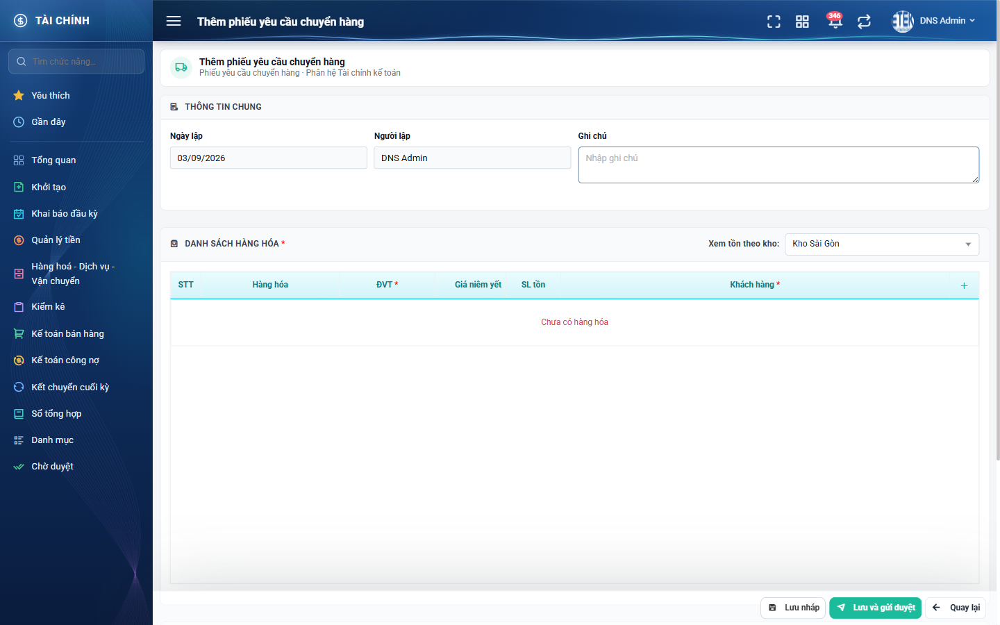 TÀI CHÍNH
Thêm phiếu yêu cầu chuyển hàng
346
DNS Admin
Tìm chức năng...
Yêu thích
Gần đây
Tổng quan
Khởi tạo
Khai báo đầu kỳ
Quản lý tiền
Hàng hoá - Dịch vụ -
Vận chuyển
Kiểm kê
Kế toán bán hàng
Kế toán công nợ
Kết chuyển cuối kỳ
Sổ tổng hợp
Danh mục
Chờ duyệt
Thêm phiếu yêu cầu chuyển hàng
Phiếu yêu cầu chuyển hàng · Phân hệ Tài chính kế toán
THÔNG TIN CHUNG
Ngày lập Người lập Ghi chú
03/09/2026 DNS Admin Nhập ghi chú
DANH SÁCH HÀNG HÓA * Xem tồn theo kho: Kho Sài Gòn
STT Hàng hóa ĐVT * Giá niêm yết SL tồn Khách hàng * +
Chưa có hàng hóa
Lưu nháp Lưu và gửi duyệt Quay lại